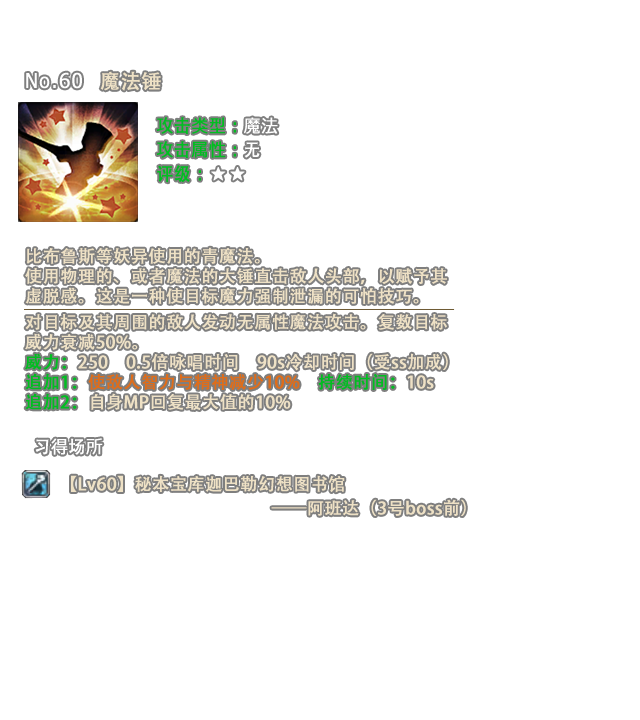 No.60 魔法锤
攻击类型：魔法
攻击属性：无
评级：★★
比布鲁斯等妖异使用的青魔法。
使用物理的、或者魔法的大锤直击敌人头部，以赋予其
虚脱感。这是一种使目标魔力强制泄漏的可怕技巧。
对目标及其周围的敌人发动无属性魔法攻击。复数目标
威力衰减50%。
威力：250 0.5倍咏唱时间 90s冷却时间（受ss加成）
追加1：使敌人智力与精神减少10% 持续时间：10s
追加2：自身MP回复最大值的10%
习得场所
【Lv60】秘本宝库迦巴勒幻想图书馆
——阿班达（3号boss前）